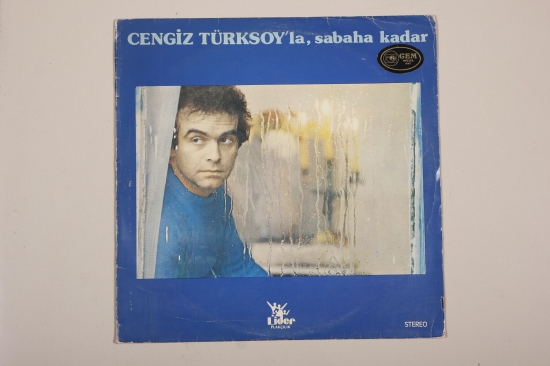 CENGİZ TÜRKSOY'la, sabaha kadar
GEM
Lider
PLAKÇILIK
STEREO